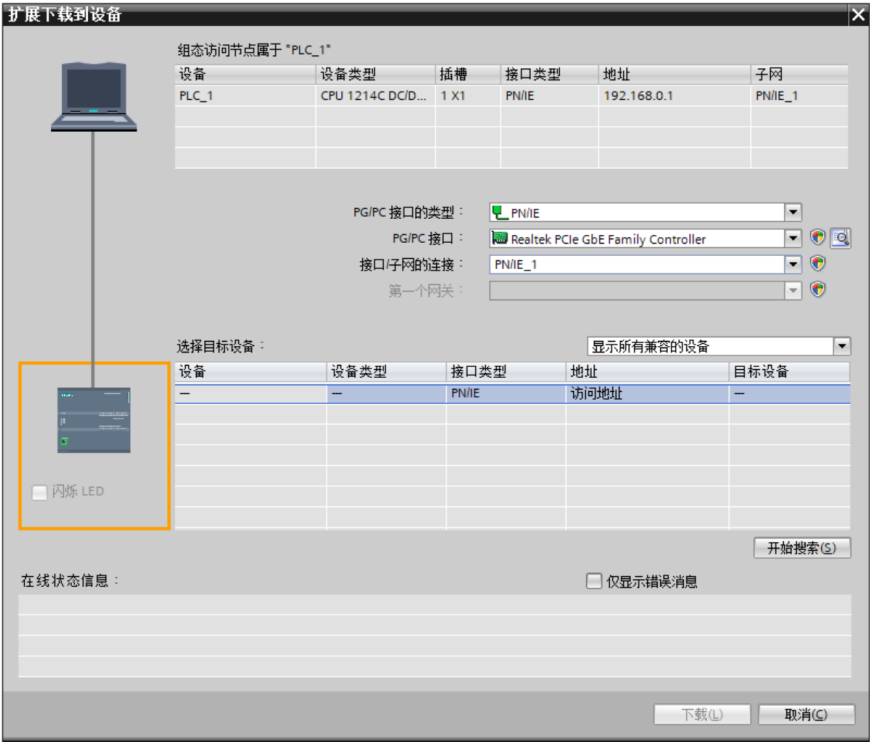 扩展下载到设备
组态访问节点属于 "PLC_1"
设备 设备类型 插槽 接口类型 地址 子网
PLC_1 CPU 1214C DC/D... 1 X1 PN/IE 192.168.0.1 PN/IE_1
PG/PC 接口的类型：
PN/IE
PG/PC 接口：
Realtek PCIe GbE Family Controller
接口/子网的连接：
PN/IE_1
第一个网关：
选择目标设备：
显示所有兼容的设备
设备 设备类型 接口类型 地址 目标设备
— — PN/IE 访问地址 —
闪烁 LED
开始搜索(S)
在线状态信息：
仅显示错误消息
下载(L) 取消(C)